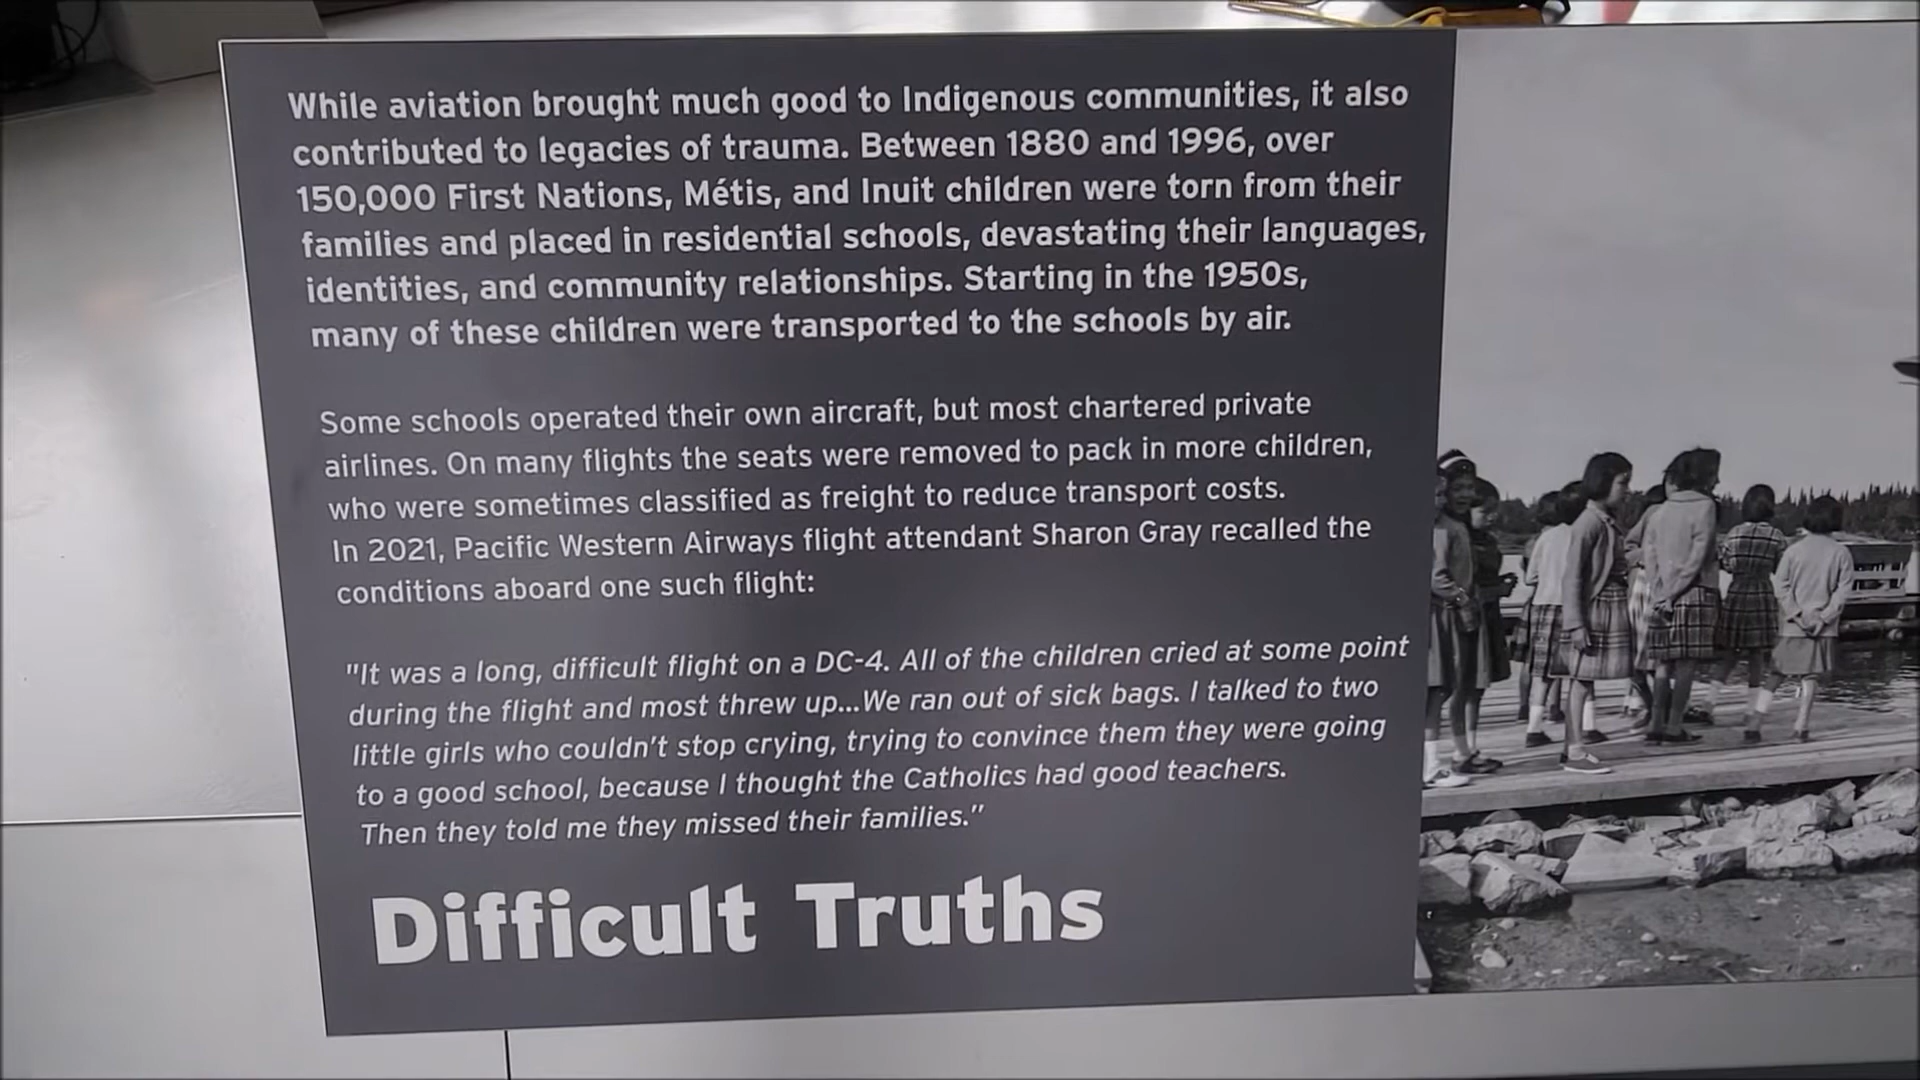 While aviation brought much good to Indigenous communities, it also
contributed to legacies of trauma. Between 1880 and 1996, over
150,000 First Nations, Métis, and Inuit children were torn from their
families and placed in residential schools, devastating their languages,
identities, and community relationships. Starting in the 1950s,
many of these children were transported to the schools by air.
Some schools operated their own aircraft, but most chartered private
airlines. On many flights the seats were removed to pack in more children,
who were sometimes classified as freight to reduce transport costs.
In 2021, Pacific Western Airways flight attendant Sharon Gray recalled the
conditions aboard one such flight:
"It was a long, difficult flight on a DC-4. All of the children cried at some point
during the flight and most threw up...We ran out of sick bags. I talked to two
little girls who couldn't stop crying, trying to convince them they were going
to a good school, because I thought the Catholics had good teachers.
Then they told me they missed their families."
Difficult Truths